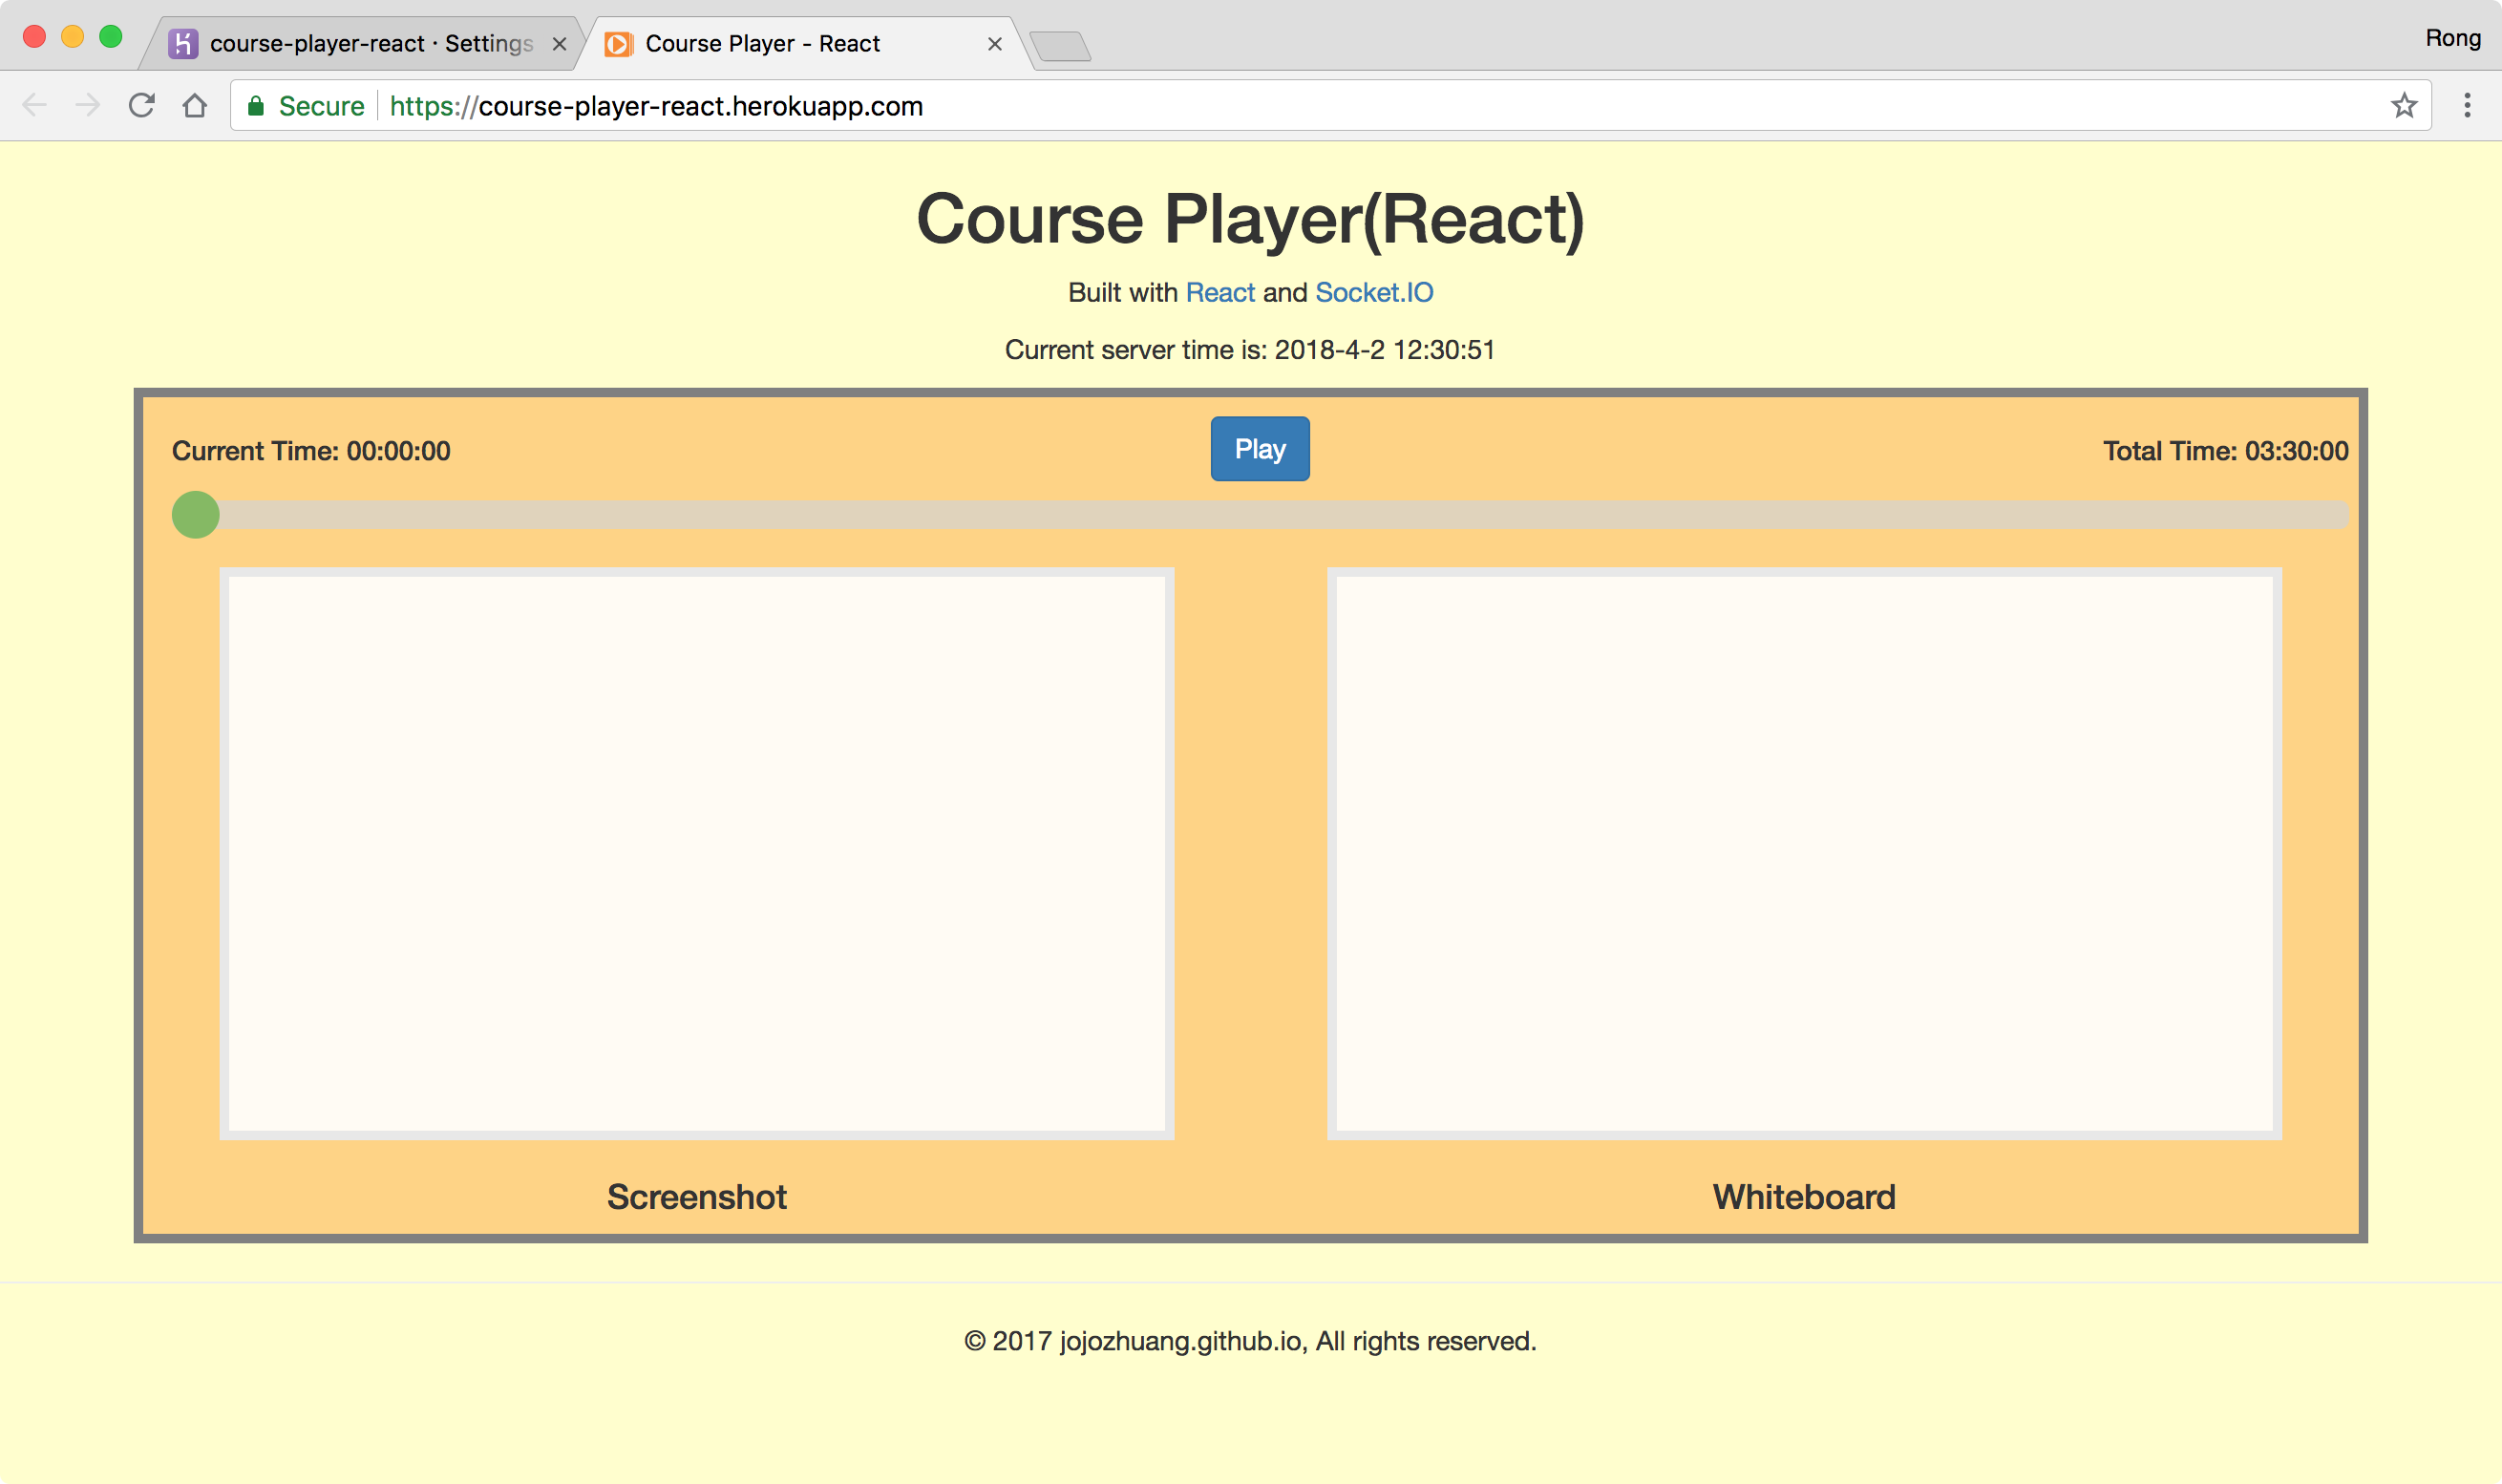 course-player-react · Settings
Course Player - React
Rong
Secure https://course-player-react.herokuapp.com
Course Player(React)
Built with React and Socket.IO
Current server time is: 2018-4-2 12:30:51
Current Time: 00:00:00
Play
Total Time: 03:30:00
Screenshot
Whiteboard
© 2017 jojozhuang.github.io, All rights reserved.